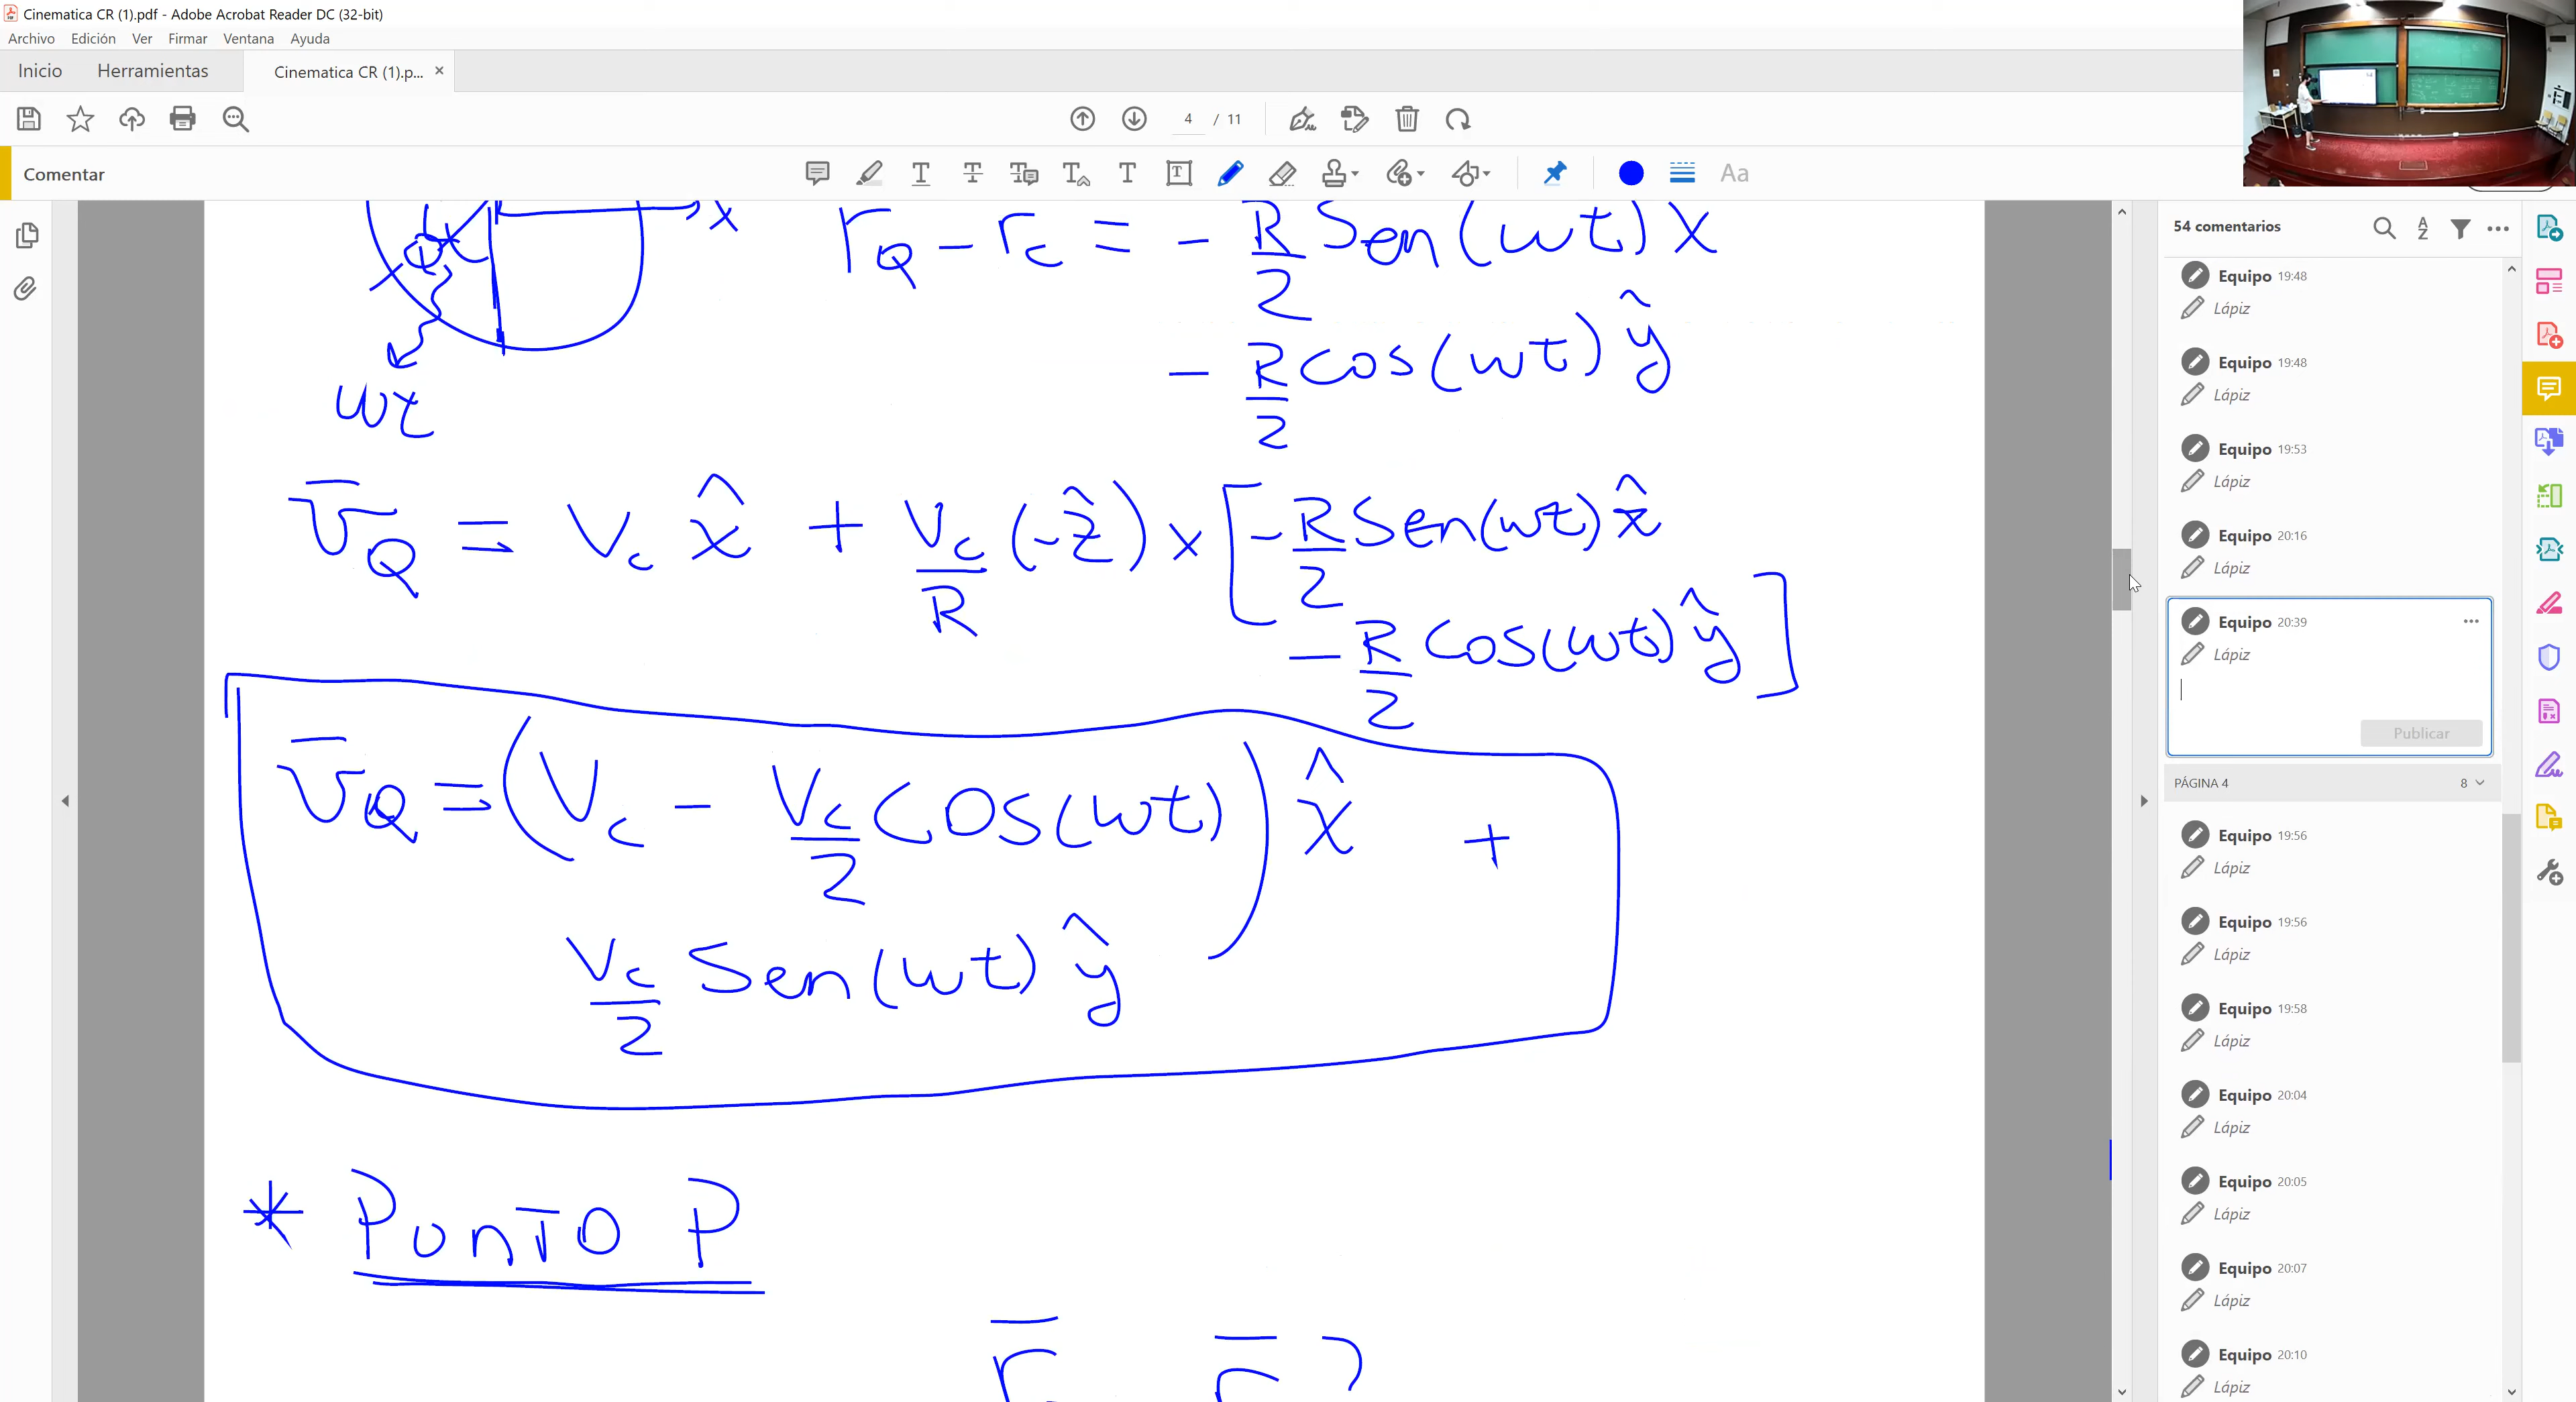 Cinematica CR (1).pdf - Adobe Acrobat Reader DC (32-bit)
Archivo Edición Ver Firmar Ventana Ayuda
Inicio Herramientas Cinematica CR (1).p... ×
4 / 11
Comentar
Aa
x r_Q - r_c = - R/2 Sen(wt) x
- R/2 cos(wt) ŷ
wt
v̄_Q = V_c x̂ + V_c/R (-ẑ) × [ - R/2 Sen(wt) x̂
- R/2 Cos(wt) ŷ ]
v̄_Q = (V_c - V_c/2 COS(wt)) x̂ +
V_c/2 Sen(wt) ŷ
* PunTO P
54 comentarios
Equipo 19:48
Lápiz
Equipo 19:48
Lápiz
Equipo 19:53
Lápiz
Equipo 20:16
Lápiz
Equipo 20:39
Lápiz
Publicar
PÁGINA 4 8
Equipo 19:56
Lápiz
Equipo 19:56
Lápiz
Equipo 19:58
Lápiz
Equipo 20:04
Lápiz
Equipo 20:05
Lápiz
Equipo 20:07
Lápiz
Equipo 20:10
Lápiz